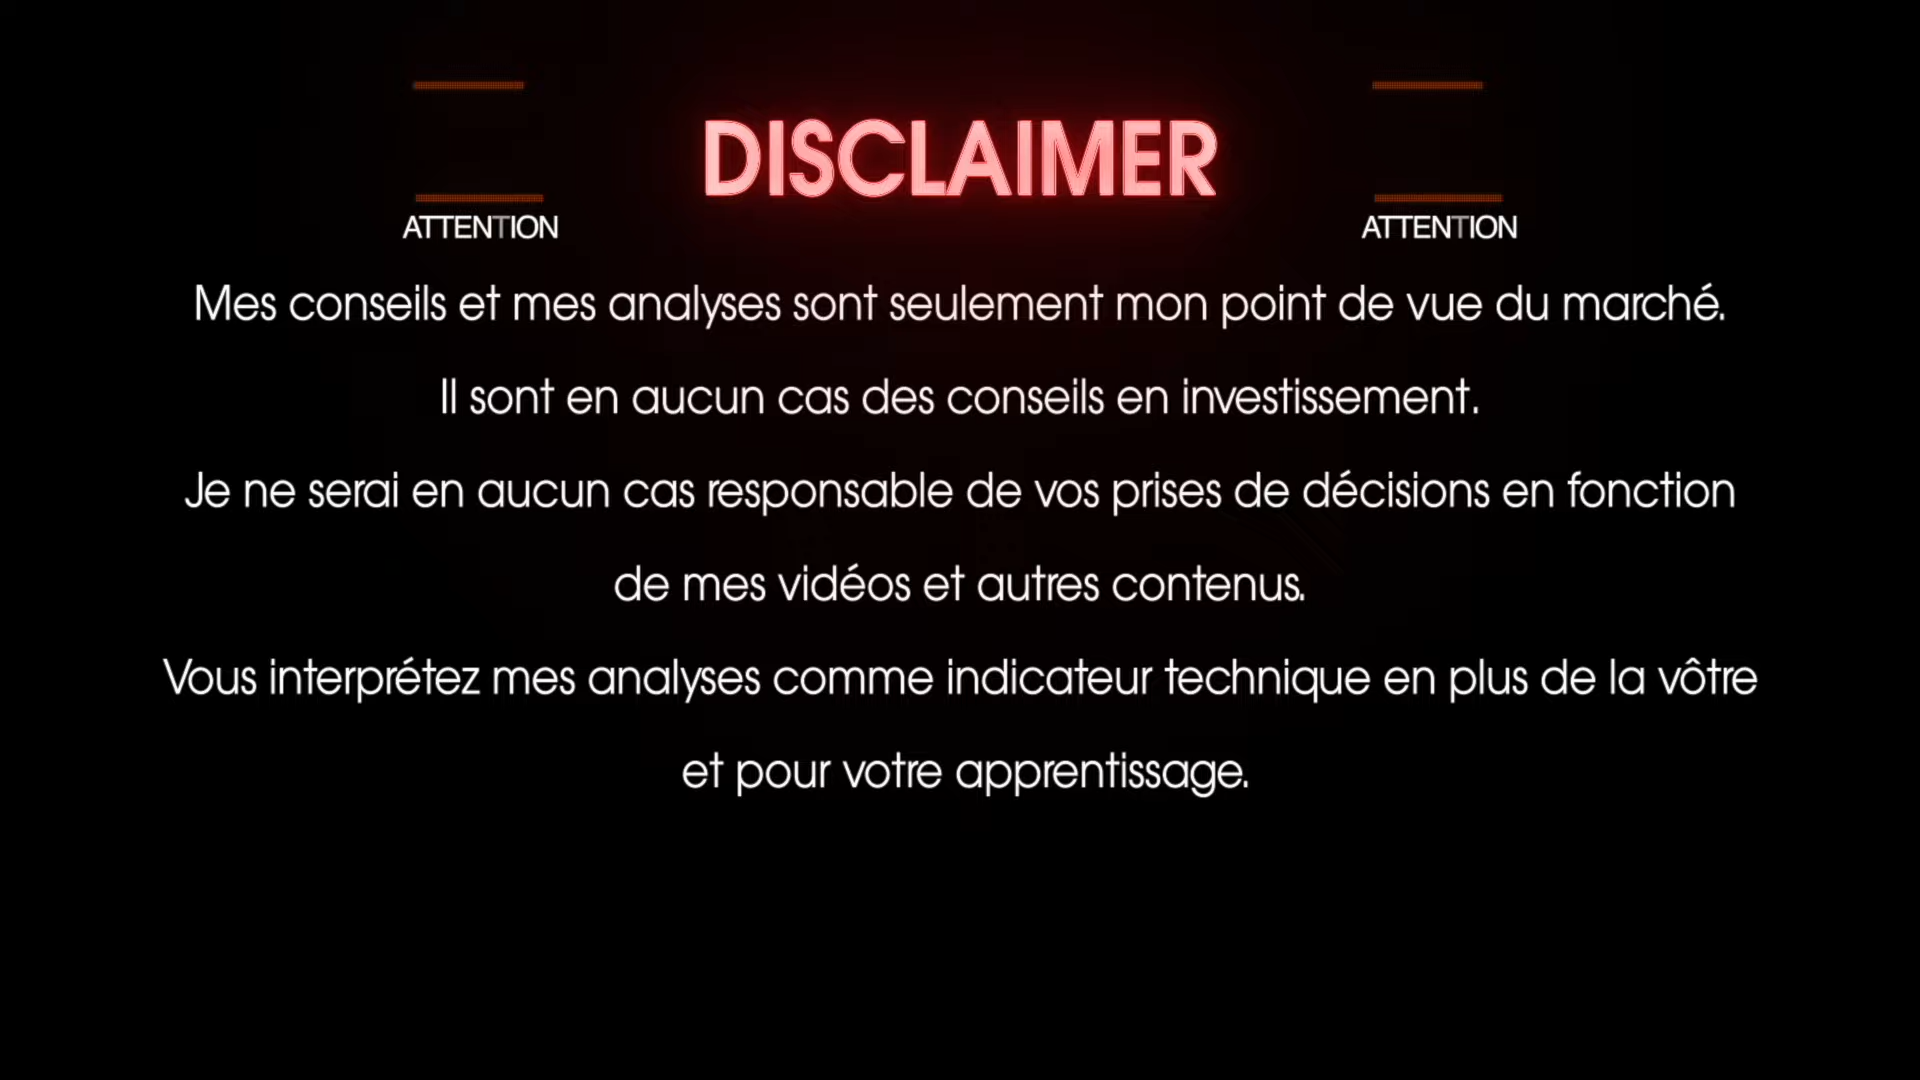 DISCLAIMER
ATTENTION
ATTENTION
Mes conseils et mes analyses sont seulement mon point de vue du marché.
Il sont en aucun cas des conseils en investissement.
Je ne serai en aucun cas responsable de vos prises de décisions en fonction
de mes vidéos et autres contenus.
Vous interprétez mes analyses comme indicateur technique en plus de la vôtre
et pour votre apprentissage.